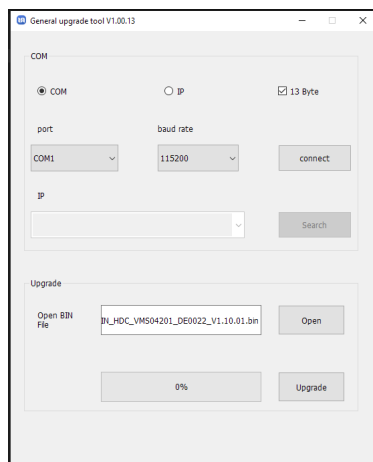 General upgrade tool V1.00.13
COM
COM
IP
13 Byte
port
baud rate
COM1
115200
connect
IP
Search
Upgrade
Open BIN
File
IN_HDC_VMS04201_DE0022_V1.10.01.bin
Open
0%
Upgrade